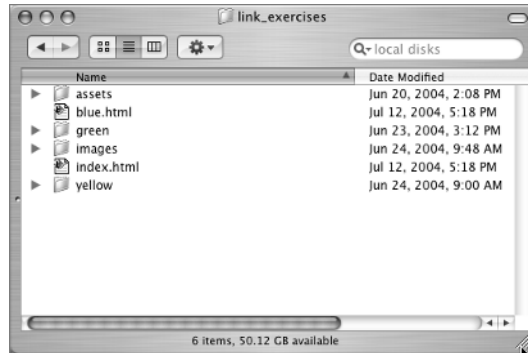 link_exercises
local disks
Name Date Modified
assets Jun 20, 2004, 2:08 PM
blue.html Jul 12, 2004, 5:18 PM
green Jun 23, 2004, 3:12 PM
images Jun 24, 2004, 9:48 AM
index.html Jul 12, 2004, 5:18 PM
yellow Jun 24, 2004, 9:00 AM
6 items, 50.12 GB available